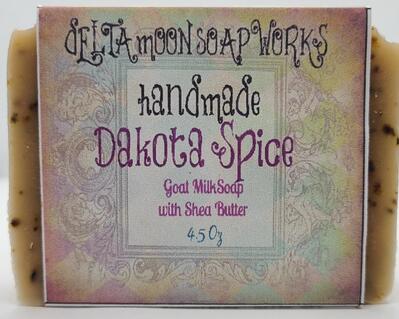 dELTA mOON SOAP WORKS
handmade
Dakota Spice
Goat MilkSoap
with Shea Butter
4.5 Oz